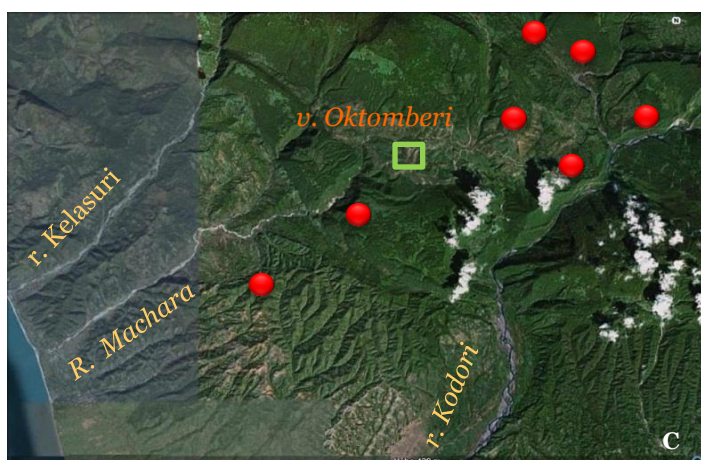 N
v. Oktomberi
r. Kelasuri
R. Machara
r. Kodori
C